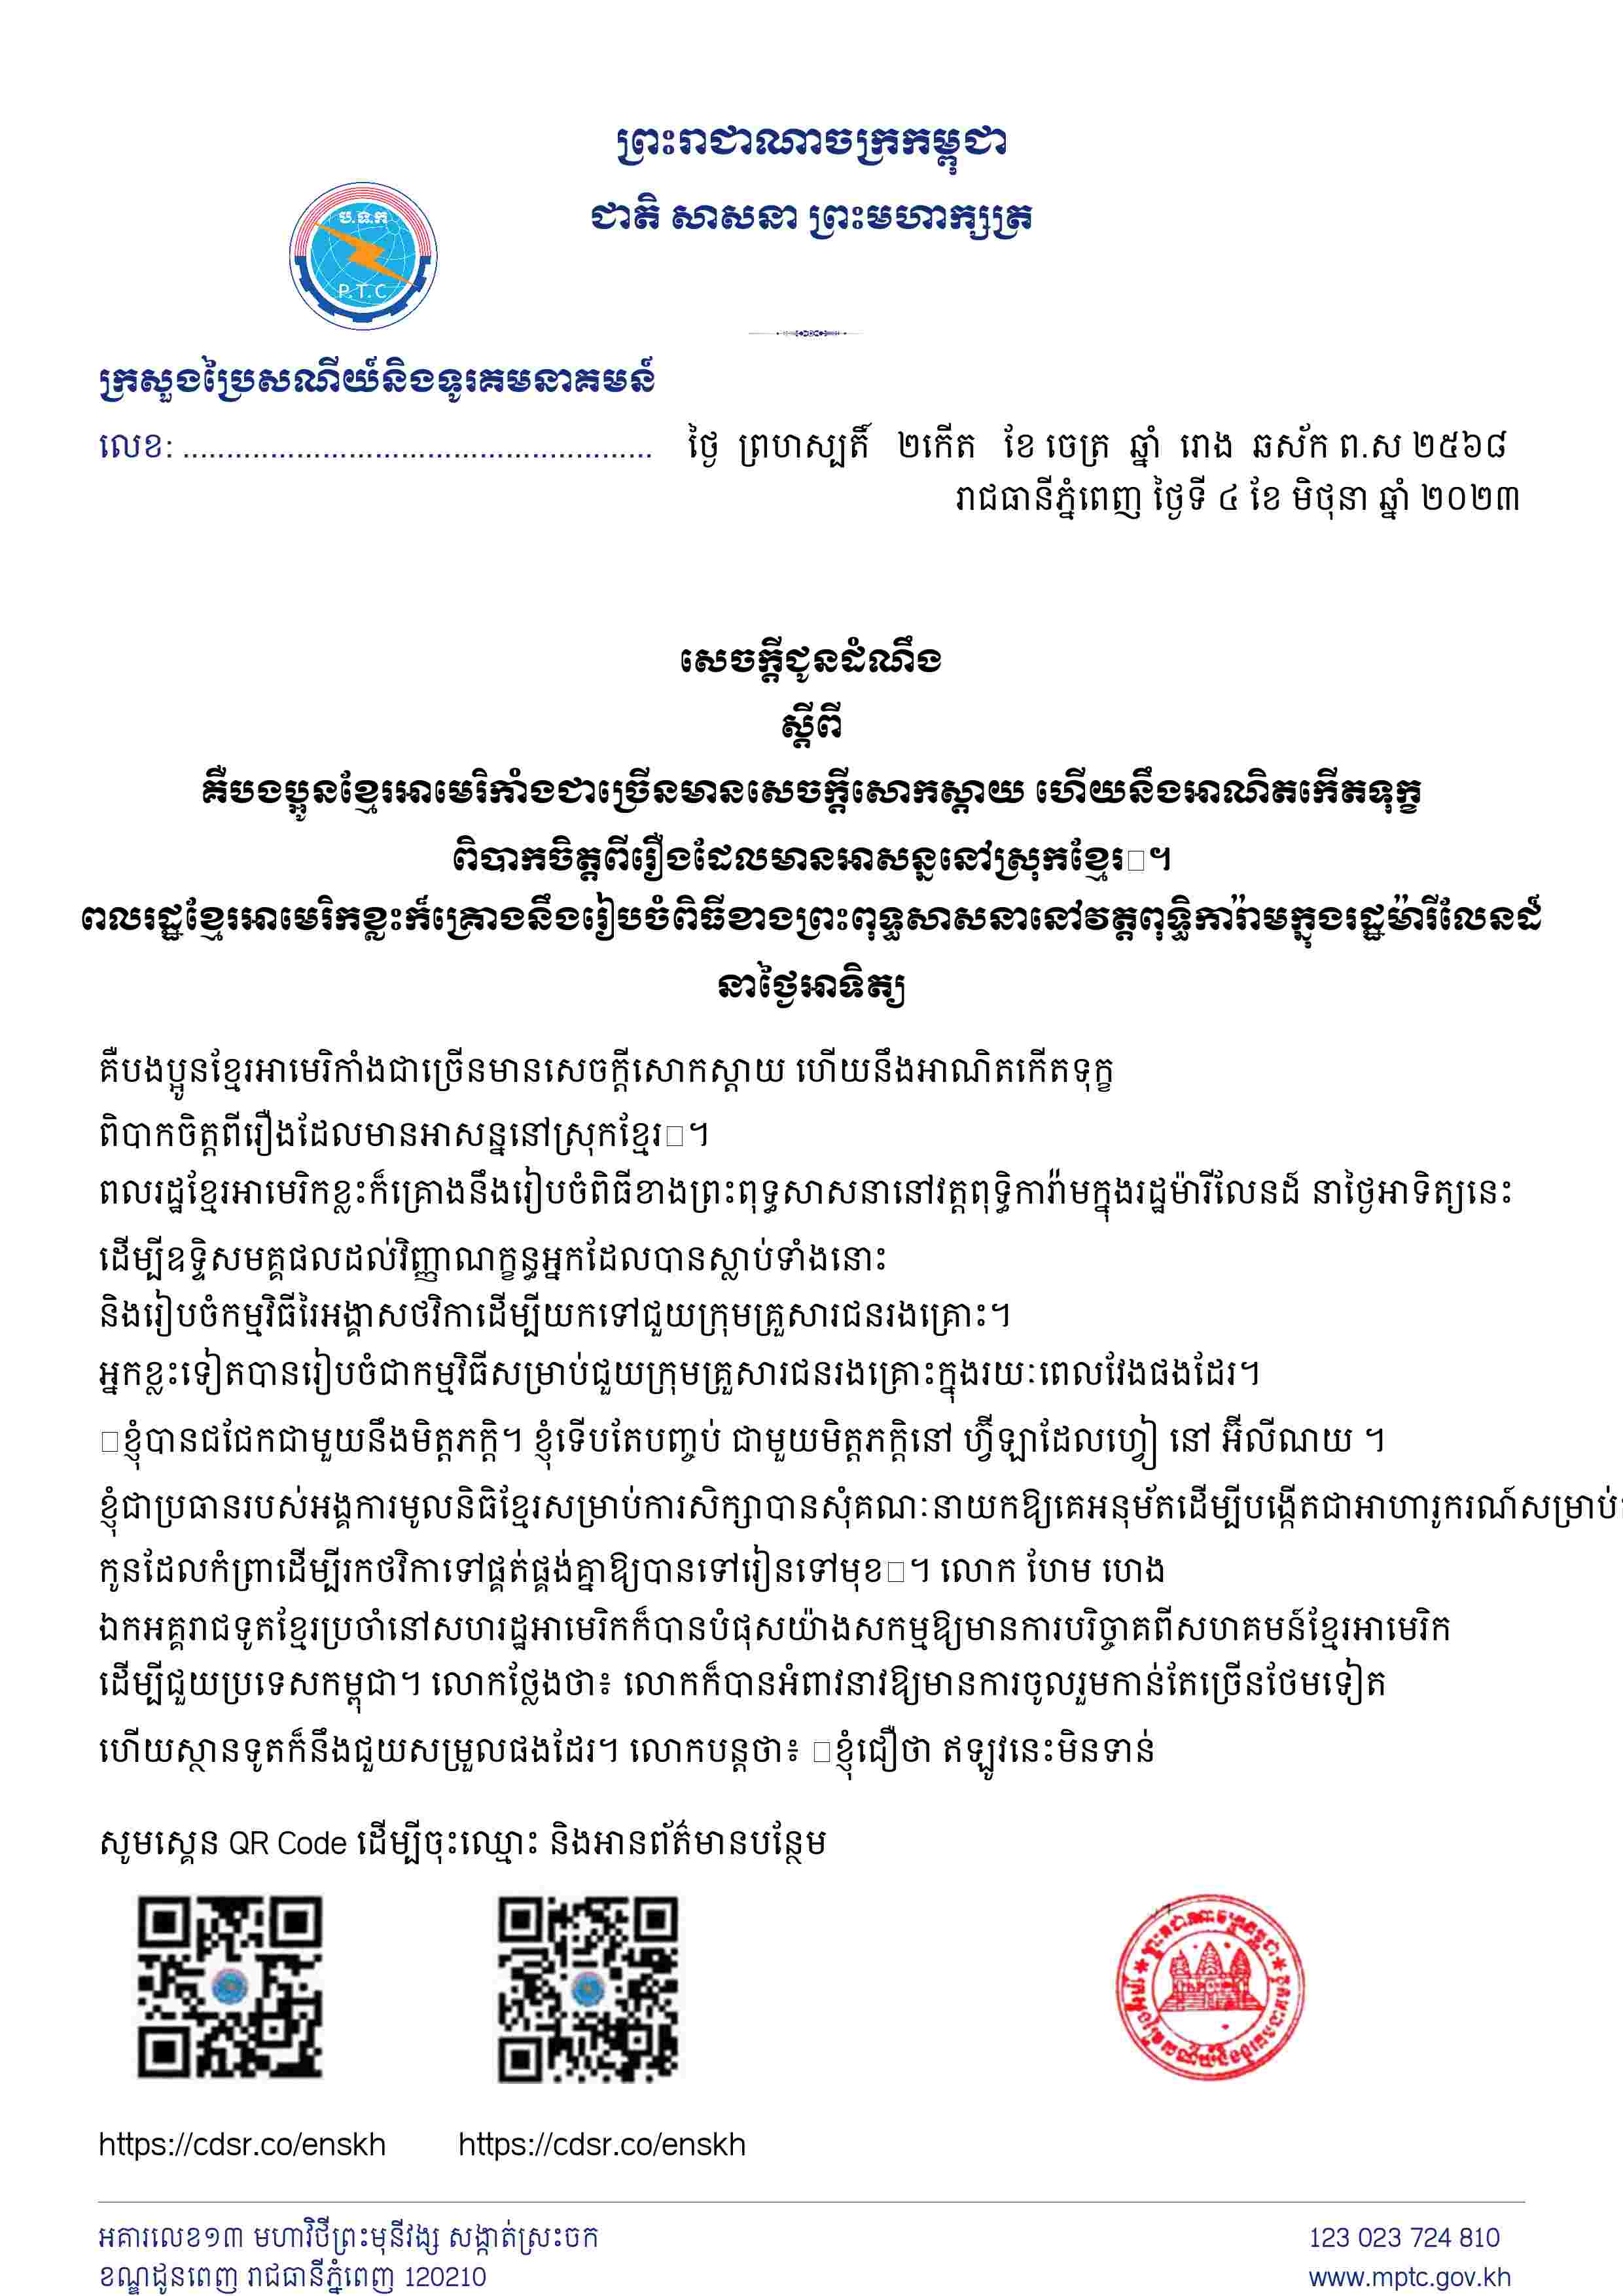 ព្រះរាជាណាចក្រកម្ពុជា
ជាតិ សាសនា ព្រះមហាក្សត្រ
ប.ទ.ក
P.T.C
ក្រសួងប្រៃសណីយ៍និងទូរគមនាគមន៍
លេខ: ......................................................
ថ្ងៃ ព្រហស្បតិ៍ ២កើត ខែ ចេត្រ ឆ្នាំ រោង ឆស័ក ព.ស ២៥៦៨
រាជធានីភ្នំពេញ ថ្ងៃទី ៤ ខែ មិថុនា ឆ្នាំ ២០២៣
សេចក្តីជូនដំណឹង
ស្តីពី
គឺបងប្អូនខ្មែរអាមេរិកាំងជាច្រើនមានសេចក្តីសោកស្តាយ ហើយនឹងអាណិតកើតទុក្ខ
ពិបាកចិត្តពីរឿងដែលមានអាសន្ននៅស្រុកខ្មែរ។
ពលរដ្ឋខ្មែរអាមេរិកខ្លះក៏គ្រោងនឹងរៀបចំពិធីខាងព្រះពុទ្ធសាសនានៅវត្តពុទ្ធិការ៉ាមក្នុងរដ្ឋម៉ារីលែនដ៍
នាថ្ងៃអាទិត្យ
គឺបងប្អូនខ្មែរអាមេរិកាំងជាច្រើនមានសេចក្តីសោកស្តាយ ហើយនឹងអាណិតកើតទុក្ខ
ពិបាកចិត្តពីរឿងដែលមានអាសន្ននៅស្រុកខ្មែរ។
ពលរដ្ឋខ្មែរអាមេរិកខ្លះក៏គ្រោងនឹងរៀបចំពិធីខាងព្រះពុទ្ធសាសនានៅវត្តពុទ្ធិការ៉ាមក្នុងរដ្ឋម៉ារីលែនដ៍ នាថ្ងៃអាទិត្យនេះ
ដើម្បីឧទ្ទិសមគ្គផលដល់វិញ្ញាណក្ខន្ធអ្នកដែលបានស្លាប់ទាំងនោះ
និងរៀបចំកម្មវិធីរៃអង្គាសថវិកាដើម្បីយកទៅជួយក្រុមគ្រួសារជនរងគ្រោះ។
អ្នកខ្លះទៀតបានរៀបចំជាកម្មវិធីសម្រាប់ជួយក្រុមគ្រួសារជនរងគ្រោះក្នុងរយៈពេលវែងផងដែរ។
ខ្ញុំបានជជែកជាមួយនឹងមិត្តភក្តិ។ ខ្ញុំទើបតែបញ្ចប់ ជាមួយមិត្តភក្តិនៅ ហ្វ៊ីឡាដែលហ្វៀ នៅ អ៊ីលីណយ ។
ខ្ញុំជាប្រធានរបស់អង្គការមូលនិធិខ្មែរសម្រាប់ការសិក្សាបានសុំគណៈនាយកឱ្យគេអនុម័តដើម្បីបង្កើតជាអាហារូករណ៍សម្រាប់
កូនដែលកំព្រាដើម្បីរកថវិកាទៅផ្គត់ផ្គង់គ្នាឱ្យបានទៅរៀនទៅមុខ។ លោក ហែម ហេង
ឯកអគ្គរាជទូតខ្មែរប្រចាំនៅសហរដ្ឋអាមេរិកក៏បានបំផុសយ៉ាងសកម្មឱ្យមានការបរិច្ចាគពីសហគមន៍ខ្មែរអាមេរិក
ដើម្បីជួយប្រទេសកម្ពុជា។ លោកថ្លែងថា៖ លោកក៏បានអំពាវនាវឱ្យមានការចូលរួមកាន់តែច្រើនថែមទៀត
ហើយស្ថានទូតក៏នឹងជួយសម្រួលផងដែរ។ លោកបន្តថា៖ ខ្ញុំជឿថា ឥឡូវនេះមិនទាន់
សូមស្កេន QR Code ដើម្បីចុះឈ្មោះ និងអានព័ត៌មានបន្ថែម
ព្រះរាជាណាចក្រកម្ពុជា
ក្រសួងប្រៃសណីយ៍និងទូរគមនាគមន៍
https://cdsr.co/enskh https://cdsr.co/enskh
អគារលេខ១៣ មហាវិថីព្រះមុនីវង្ស សង្កាត់ស្រះចក
123 023 724 810
ខណ្ឌដូនពេញ រាជធានីភ្នំពេញ 120210
www.mptc.gov.kh